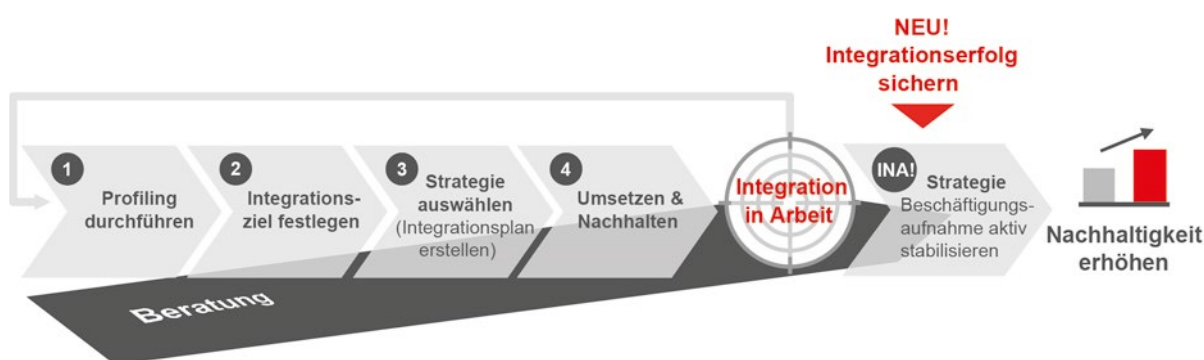 NEU!
Integrationserfolg
sichern
1
Profiling
durchführen
2
Integrations-
ziel festlegen
3
Strategie
auswählen
(Integrationsplan
erstellen)
4
Umsetzen &
Nachhalten
Integration
in Arbeit
INA!
Strategie
Beschäftigungs-
aufnahme aktiv
stabilisieren
Nachhaltigkeit
erhöhen
Beratung